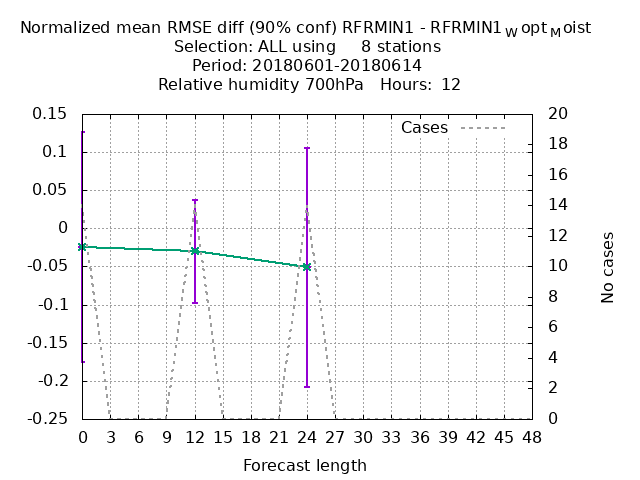 Normalized mean RMSE diff (90% conf) RFRMIN1 - RFRMIN1WoptMoist
Selection: ALL using 8 stations
Period: 20180601-20180614
Relative humidity 700hPa Hours: 12
Cases
0.15
0.1
0.05
0
-0.05
-0.1
-0.15
-0.2
-0.25
20
18
16
14
12
10
8
6
4
2
0
No cases
0 3 6 9 12 15 18 21 24 27 30 33 36 39 42 45 48
Forecast length